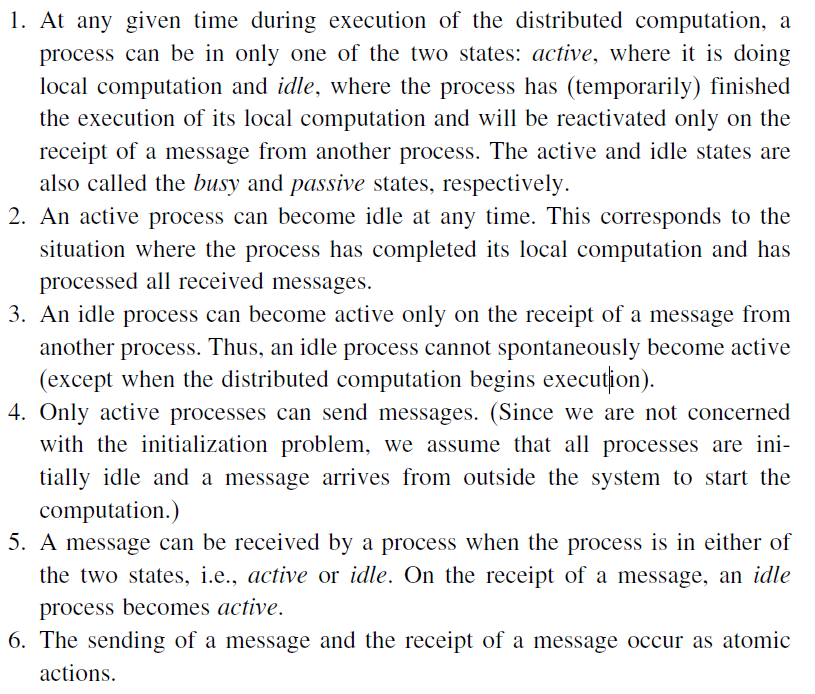 1. At any given time during execution of the distributed computation, a
process can be in only one of the two states: active, where it is doing
local computation and idle, where the process has (temporarily) finished
the execution of its local computation and will be reactivated only on the
receipt of a message from another process. The active and idle states are
also called the busy and passive states, respectively.
2. An active process can become idle at any time. This corresponds to the
situation where the process has completed its local computation and has
processed all received messages.
3. An idle process can become active only on the receipt of a message from
another process. Thus, an idle process cannot spontaneously become active
(except when the distributed computation begins execution).
4. Only active processes can send messages. (Since we are not concerned
with the initialization problem, we assume that all processes are ini-
tially idle and a message arrives from outside the system to start the
computation.)
5. A message can be received by a process when the process is in either of
the two states, i.e., active or idle. On the receipt of a message, an idle
process becomes active.
6. The sending of a message and the receipt of a message occur as atomic
actions.